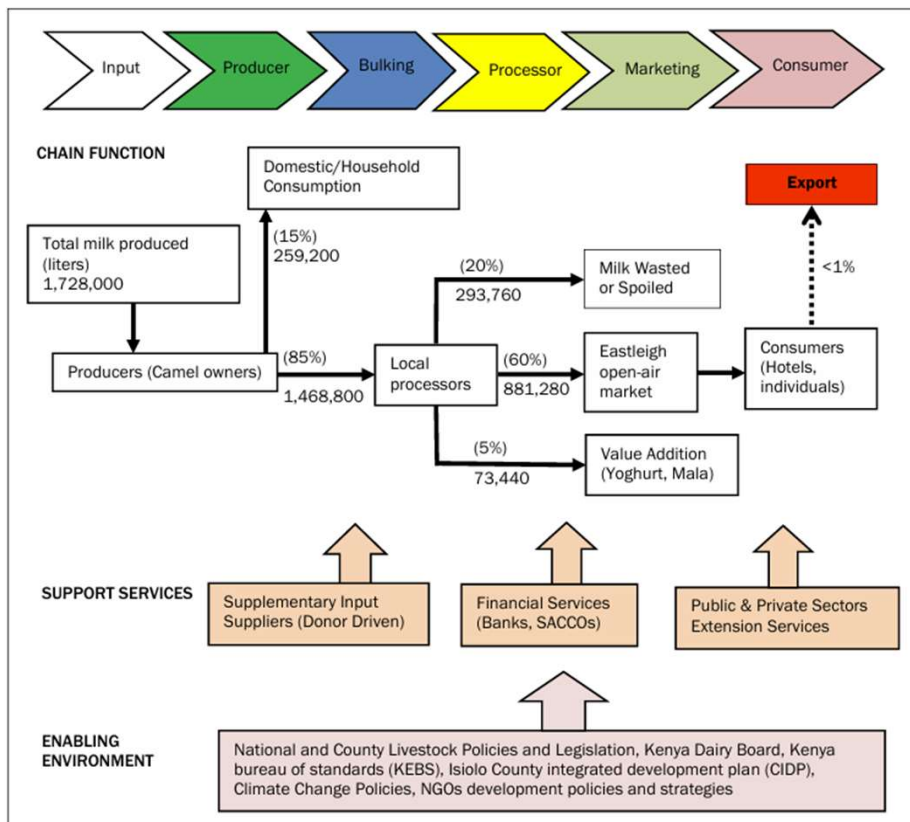 Input
Producer
Bulking
Processor
Marketing
Consumer
CHAIN FUNCTION
Domestic/Household
Consumption
Export
Total milk produced
(liters)
1,728,000
(15%)
259,200
(20%)
293,760
Milk Wasted
or Spoiled
<1%
Producers (Camel owners)
(85%)
1,468,800
Local
processors
(60%)
881,280
Eastleigh
open-air
market
Consumers
(Hotels,
individuals)
(5%)
73,440
Value Addition
(Yoghurt, Mala)
SUPPORT SERVICES
Supplementary Input
Suppliers (Donor Driven)
Financial Services
(Banks, SACCOs)
Public & Private Sectors
Extension Services
ENABLING
ENVIRONMENT
National and County Livestock Policies and Legislation, Kenya Dairy Board, Kenya
bureau of standards (KEBS), Isiolo County integrated development plan (CIDP),
Climate Change Policies, NGOs development policies and strategies